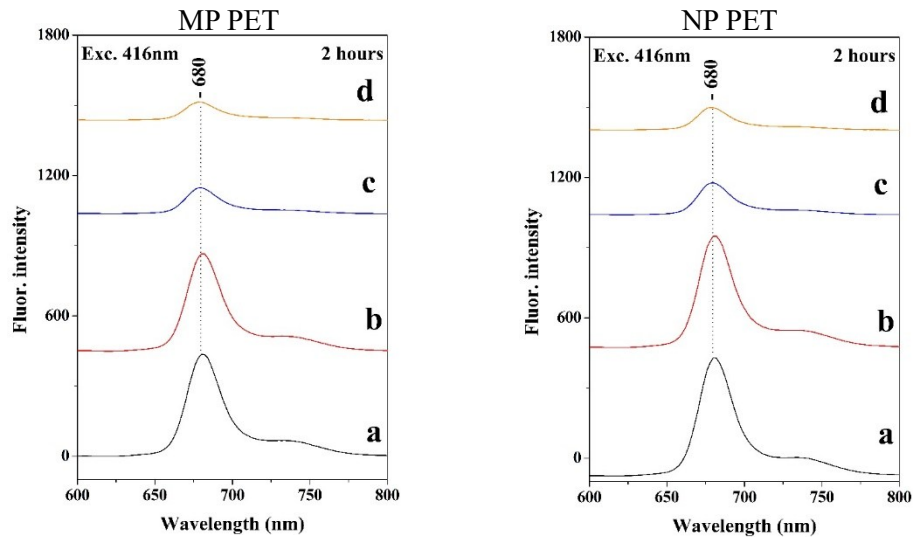 MP PET
1800
Exc. 416nm
2 hours
680
d
1200
c
Fluor. intensity
600
b
a
0
600
650
700
750
800
Wavelength (nm)
NP PET
1800
Exc. 416nm
2 hours
680
d
1200
c
Fluor. intensity
600
b
a
0
600
650
700
750
800
Wavelength (nm)